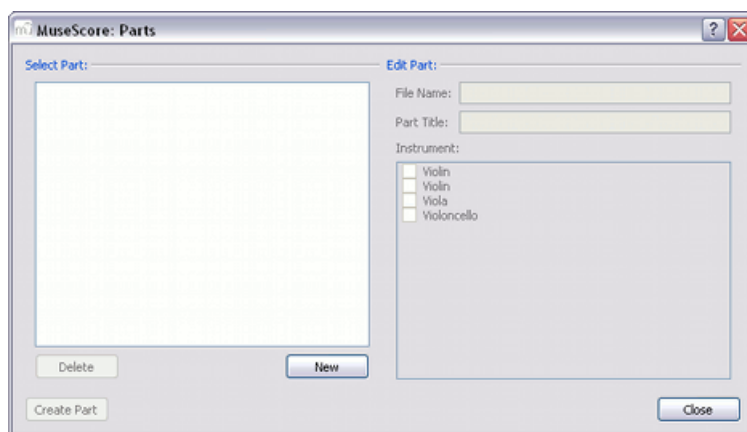 MuseScore: Parts
Select Part:
Delete
New
Create Part
Edit Part:
File Name:
Part Title:
Instrument:
Violin
Violin
Viola
Violoncello
Close